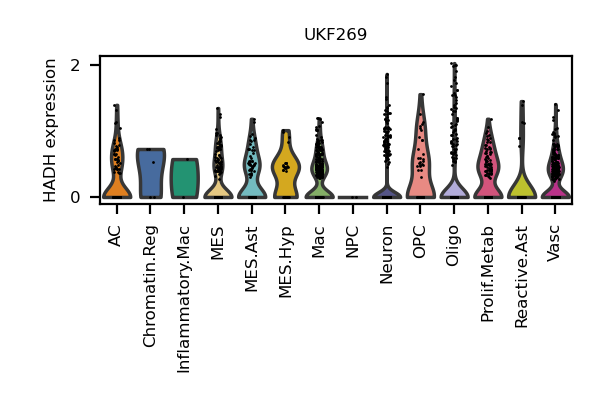 UKF269
HADH expression
2
0
AC
Chromatin.Reg
Inflammatory.Mac
MES
MES.Ast
MES.Hyp
Mac
NPC
Neuron
OPC
Oligo
Prolif.Metab
Reactive.Ast
Vasc